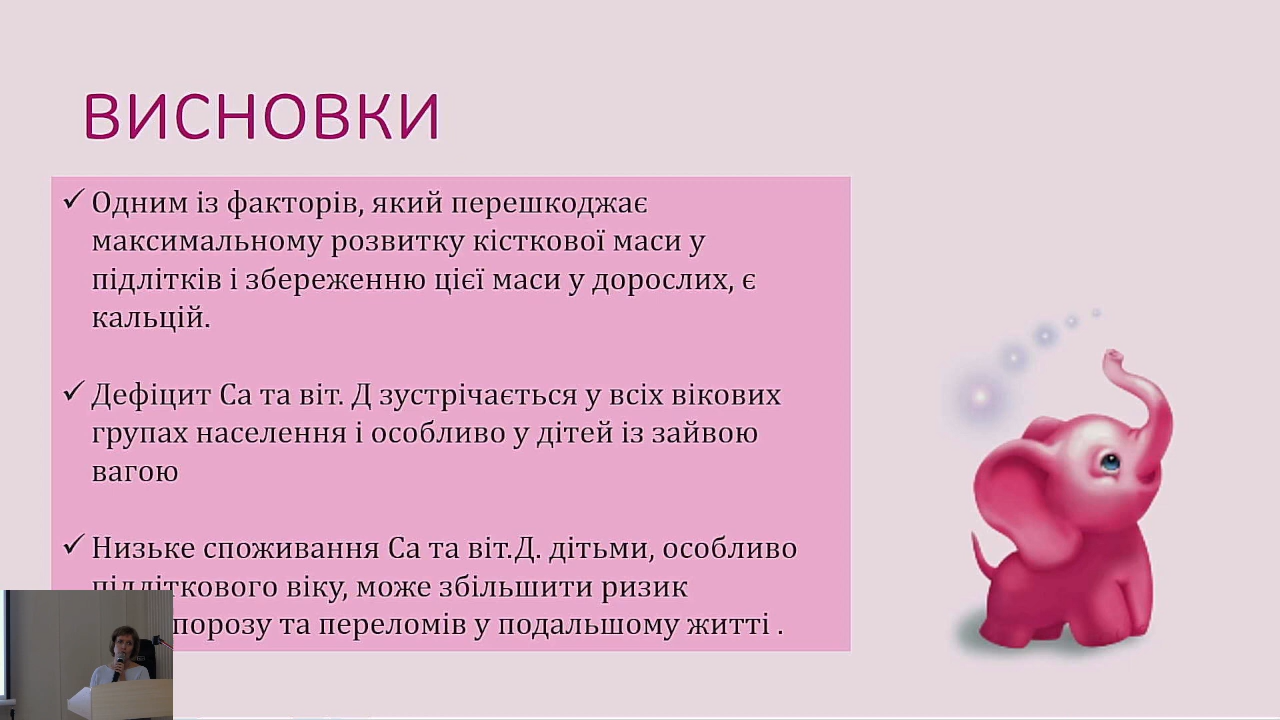 ВИСНОВКИ
✓ Одним із факторів, який перешкоджає
максимальному розвитку кісткової маси у
підлітків і збереженню цієї маси у дорослих, є
кальцій.
✓ Дефіцит Са та віт. Д зустрічається у всіх вікових
групах населення і особливо у дітей із зайвою
вагою
✓ Низьке споживання Са та віт.Д. дітьми, особливо
підліткового віку, може збільшити ризик
порозу та переломів у подальшому житті .